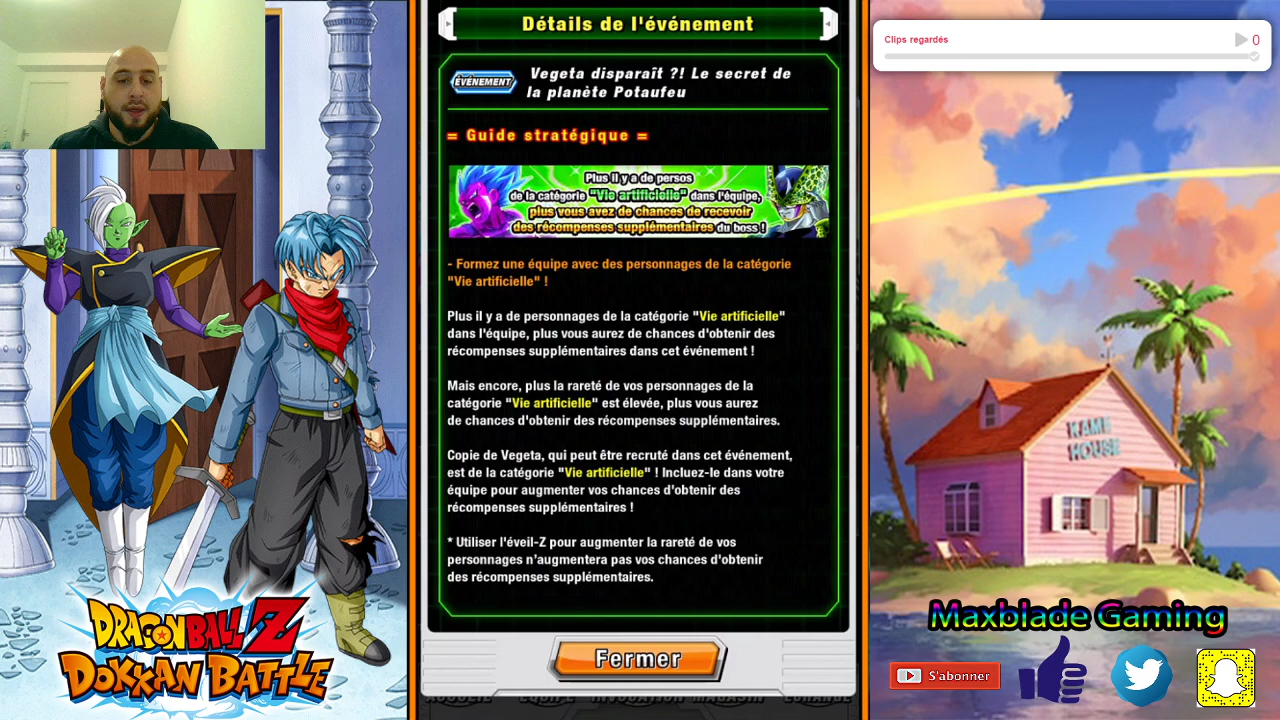 Détails de l'événement
ÉVÉNEMENT
Vegeta disparaît ?! Le secret de
la planète Potaufeu
= Guide stratégique =
Plus il y a de persos
de la catégorie "Vie artificielle" dans l'équipe,
plus vous avez de chances de recevoir
des récompenses supplémentaires du boss !
- Formez une équipe avec des personnages de la catégorie
"Vie artificielle" !
Plus il y a de personnages de la catégorie "Vie artificielle"
dans l'équipe, plus vous aurez de chances d'obtenir des
récompenses supplémentaires dans cet événement !
Mais encore, plus la rareté de vos personnages de la
catégorie "Vie artificielle" est élevée, plus vous aurez
de chances d'obtenir des récompenses supplémentaires.
Copie de Vegeta, qui peut être recruté dans cet événement,
est de la catégorie "Vie artificielle" ! Incluez-le dans votre
équipe pour augmenter vos chances d'obtenir des
récompenses supplémentaires !
* Utiliser l'éveil-Z pour augmenter la rareté de vos
personnages n'augmentera pas vos chances d'obtenir
des récompenses supplémentaires.
Fermer
ACCUEIL ÉQUIPE INVOCATION MAGASIN ÉCHANGE
Clips regardés
0
KAME
HOUSE
Maxblade Gaming
S'abonner
DRAGON BALL Z
DOKKAN BATTLE